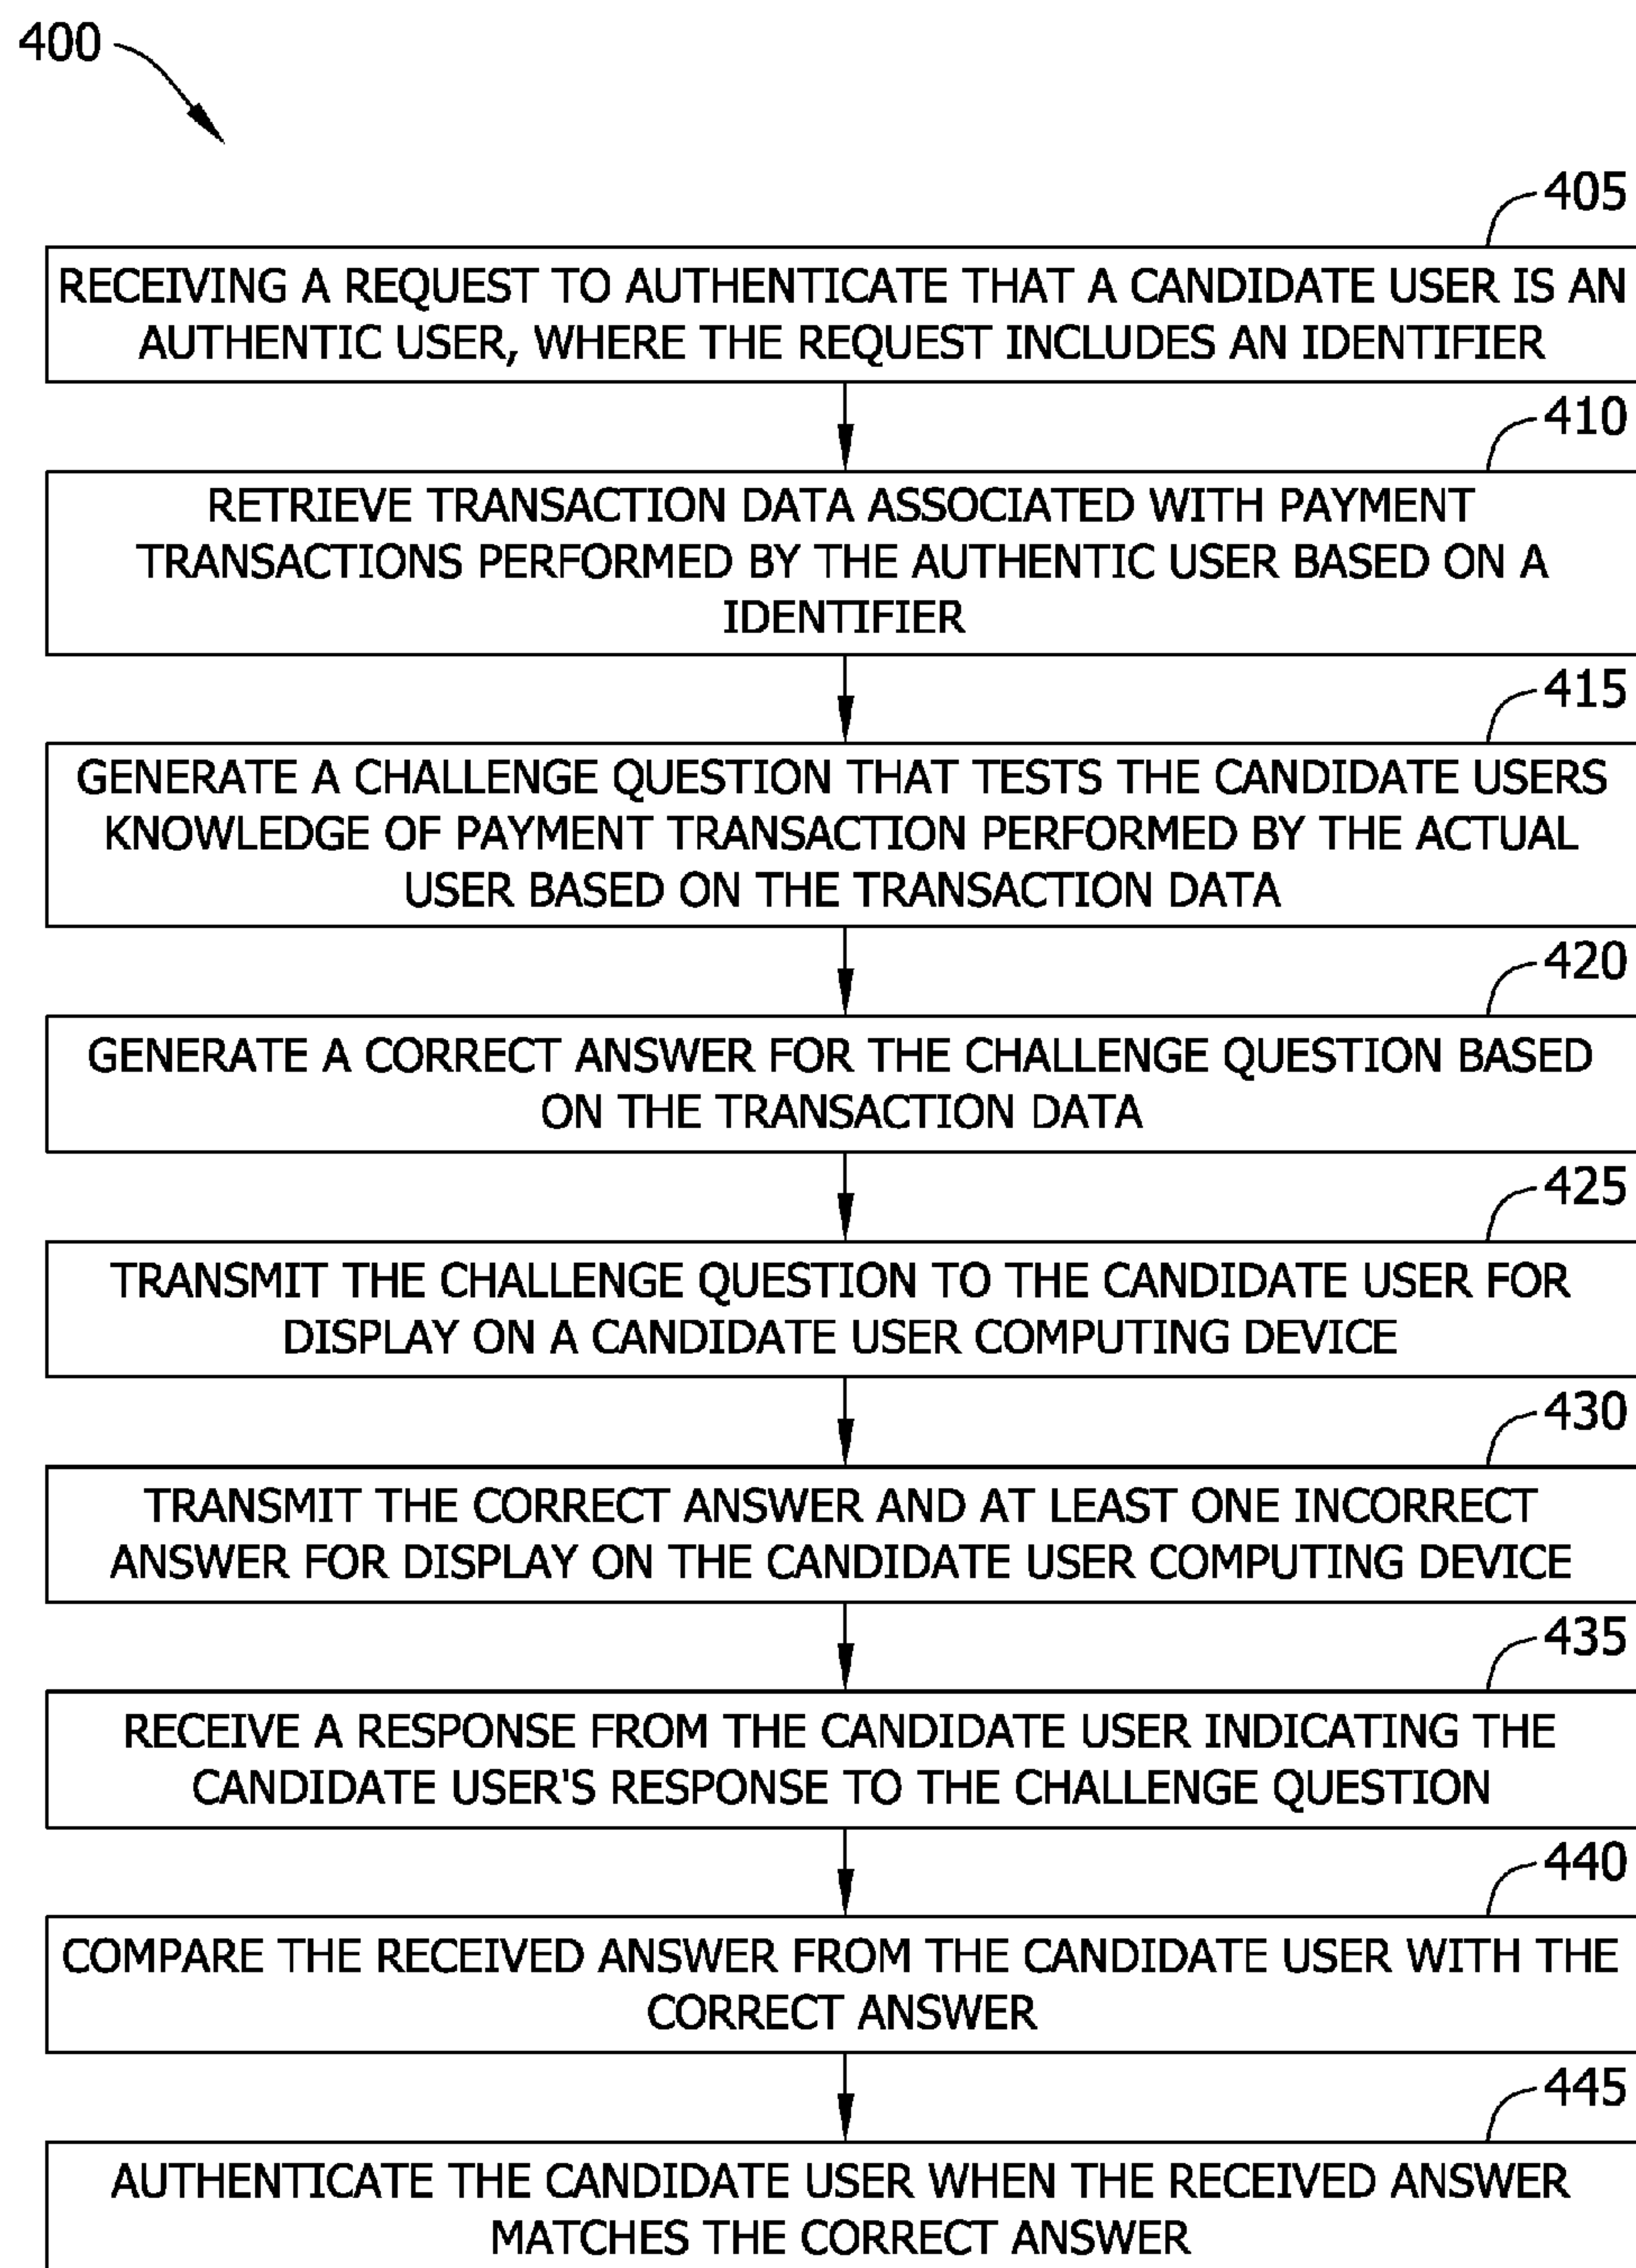 400
405
RECEIVING A REQUEST TO AUTHENTICATE THAT A CANDIDATE USER IS AN
AUTHENTIC USER, WHERE THE REQUEST INCLUDES AN IDENTIFIER
410
RETRIEVE TRANSACTION DATA ASSOCIATED WITH PAYMENT
TRANSACTIONS PERFORMED BY THE AUTHENTIC USER BASED ON A
IDENTIFIER
415
GENERATE A CHALLENGE QUESTION THAT TESTS THE CANDIDATE USERS
KNOWLEDGE OF PAYMENT TRANSACTION PERFORMED BY THE ACTUAL
USER BASED ON THE TRANSACTION DATA
420
GENERATE A CORRECT ANSWER FOR THE CHALLENGE QUESTION BASED
ON THE TRANSACTION DATA
425
TRANSMIT THE CHALLENGE QUESTION TO THE CANDIDATE USER FOR
DISPLAY ON A CANDIDATE USER COMPUTING DEVICE
430
TRANSMIT THE CORRECT ANSWER AND AT LEAST ONE INCORRECT
ANSWER FOR DISPLAY ON THE CANDIDATE USER COMPUTING DEVICE
435
RECEIVE A RESPONSE FROM THE CANDIDATE USER INDICATING THE
CANDIDATE USER'S RESPONSE TO THE CHALLENGE QUESTION
440
COMPARE THE RECEIVED ANSWER FROM THE CANDIDATE USER WITH THE
CORRECT ANSWER
445
AUTHENTICATE THE CANDIDATE USER WHEN THE RECEIVED ANSWER
MATCHES THE CORRECT ANSWER